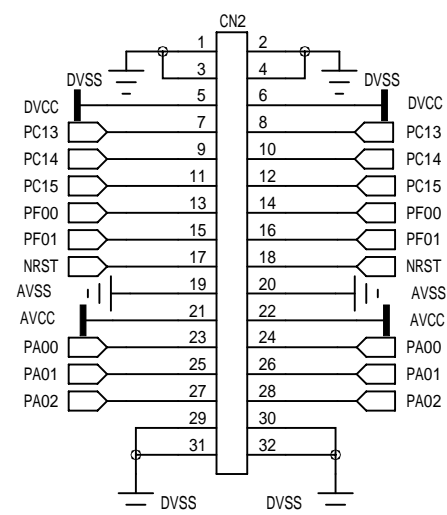 CN2
1 2
3 4
DVSS DVSS
DVCC 5 6 DVCC
PC13 7 8 PC13
PC14 9 10 PC14
PC15 11 12 PC15
PF00 13 14 PF00
PF01 15 16 PF01
NRST 17 18 NRST
AVSS 19 20 AVSS
AVCC 21 22 AVCC
PA00 23 24 PA00
PA01 25 26 PA01
PA02 27 28 PA02
29 30
31 32
DVSS DVSS